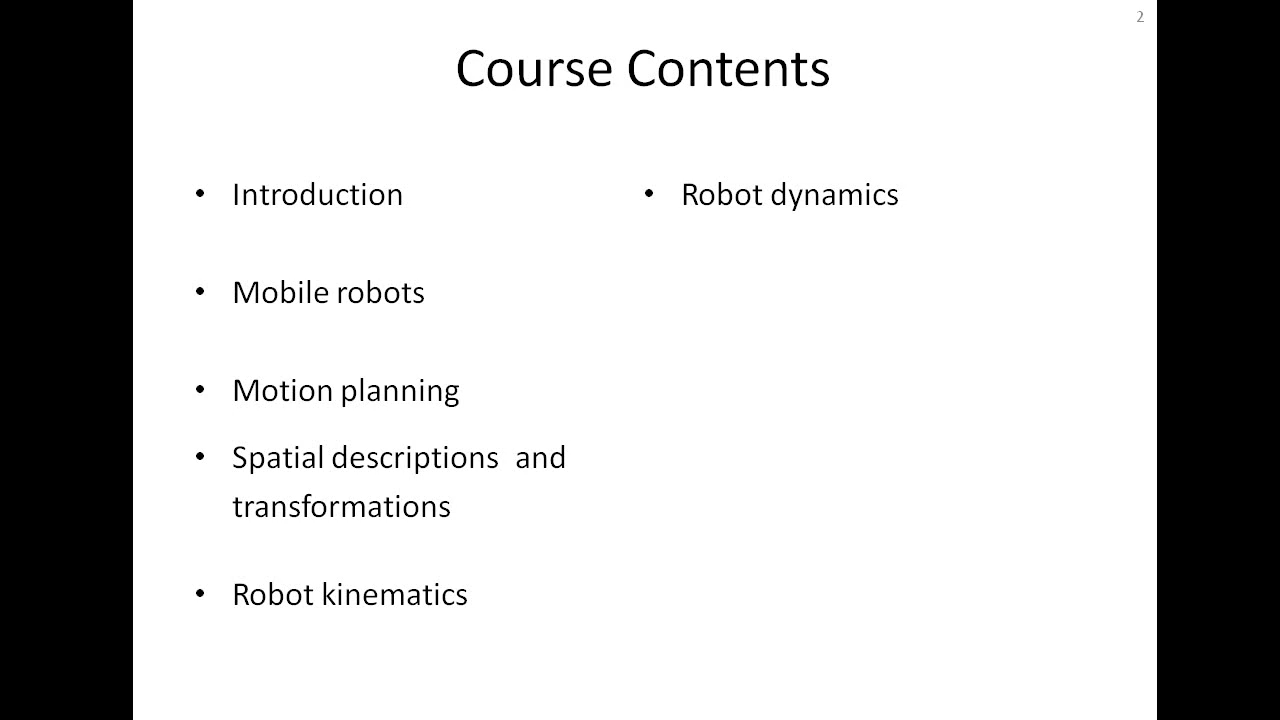 2
Course Contents
• Introduction
• Mobile robots
• Motion planning
• Spatial descriptions and
transformations
• Robot kinematics
• Robot dynamics